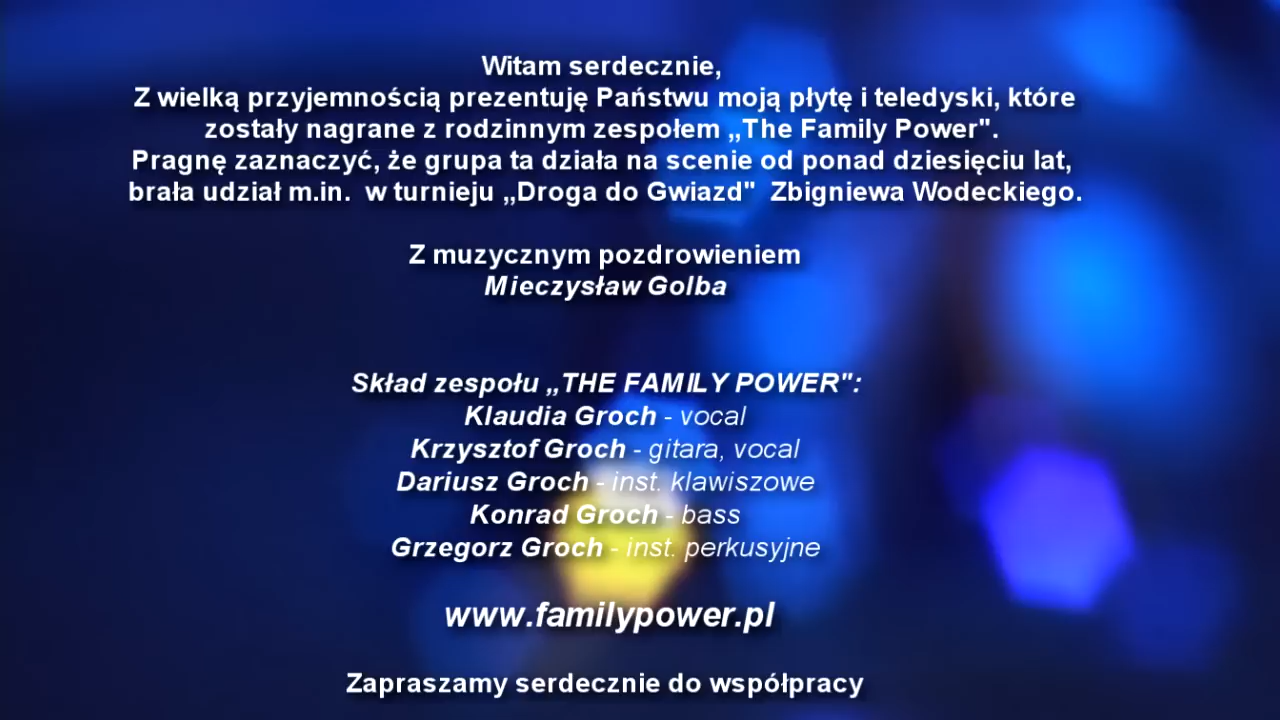 Witam serdecznie,
Z wielką przyjemnością prezentuję Państwu moją płytę i teledyski, które
zostały nagrane z rodzinnym zespołem „The Family Power".
Pragnę zaznaczyć, że grupa ta działa na scenie od ponad dziesięciu lat,
brała udział m.in. w turnieju „Droga do Gwiazd" Zbigniewa Wodeckiego.
Z muzycznym pozdrowieniem
Mieczysław Golba
Skład zespołu „THE FAMILY POWER":
Klaudia Groch - vocal
Krzysztof Groch - gitara, vocal
Dariusz Groch - inst. klawiszowe
Konrad Groch - bass
Grzegorz Groch - inst. perkusyjne
www.familypower.pl
Zapraszamy serdecznie do współpracy